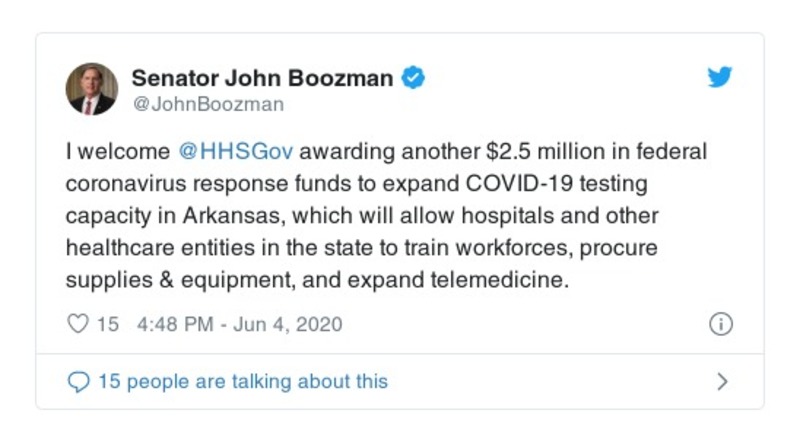 Senator John Boozman
@JohnBoozman
I welcome @HHSGov awarding another $2.5 million in federal
coronavirus response funds to expand COVID-19 testing
capacity in Arkansas, which will allow hospitals and other
healthcare entities in the state to train workforces, procure
supplies & equipment, and expand telemedicine.
15 4:48 PM - Jun 4, 2020
15 people are talking about this